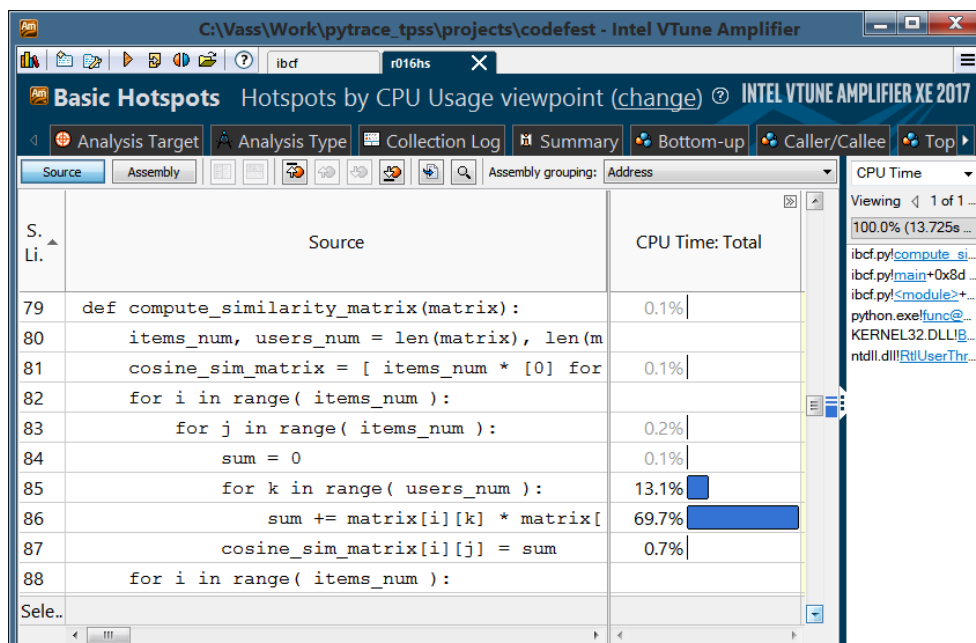 C:\Vass\Work\pytrace_tpss\projects\codefest - Intel VTune Amplifier
ibcf r016hs
Basic Hotspots Hotspots by CPU Usage viewpoint (change) INTEL VTUNE AMPLIFIER XE 2017
Analysis Target Analysis Type Collection Log Summary Bottom-up Caller/Callee Top
Source Assembly Assembly grouping: Address CPU Time
Viewing 1 of 1 ...
100.0% (13.725s ...
S. Li. Source CPU Time: Total
ibcf.py!compute_si...
ibcf.py!main+0x8d ...
ibcf.py!<module>+...
python.exe!func@...
KERNEL32.DLL!B...
ntdll.dll!RtlUserThr...
79 def compute_similarity_matrix(matrix): 0.1%
80 items_num, users_num = len(matrix), len(m
81 cosine_sim_matrix = [ items_num * [0] for 0.1%
82 for i in range( items_num ):
83 for j in range( items_num ): 0.2%
84 sum = 0 0.1%
85 for k in range( users_num ): 13.1%
86 sum += matrix[i][k] * matrix[ 69.7%
87 cosine_sim_matrix[i][j] = sum 0.7%
88 for i in range( items_num ):
Sele..